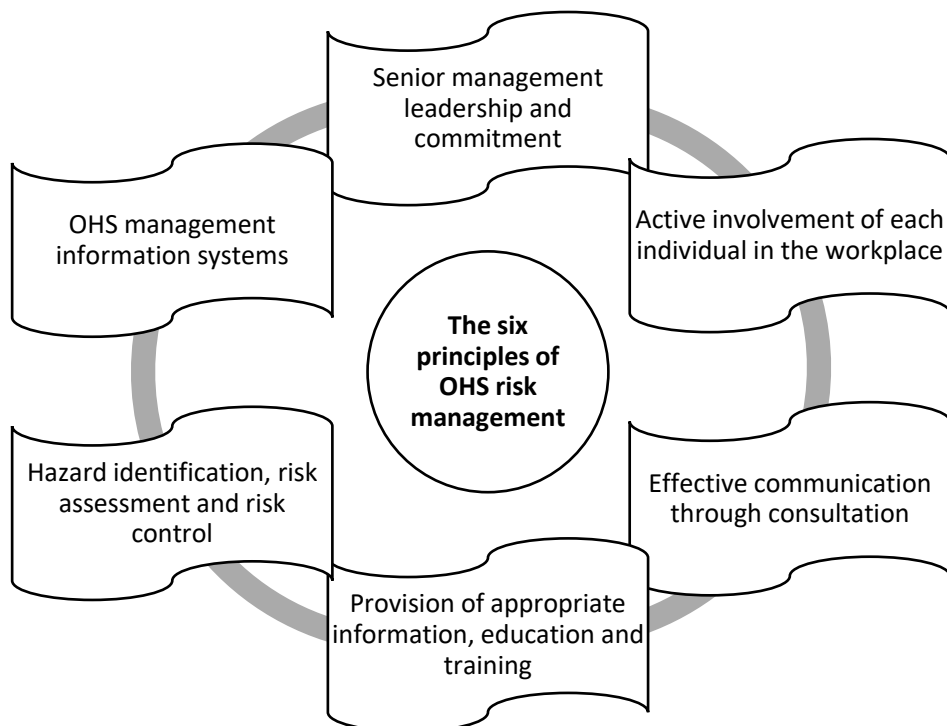 Senior management
leadership and
commitment
OHS management
information systems
Active involvement of each
individual in the workplace
The six
principles of
OHS risk
management
Hazard identification, risk
assessment and risk
control
Effective communication
through consultation
Provision of appropriate
information, education and
training